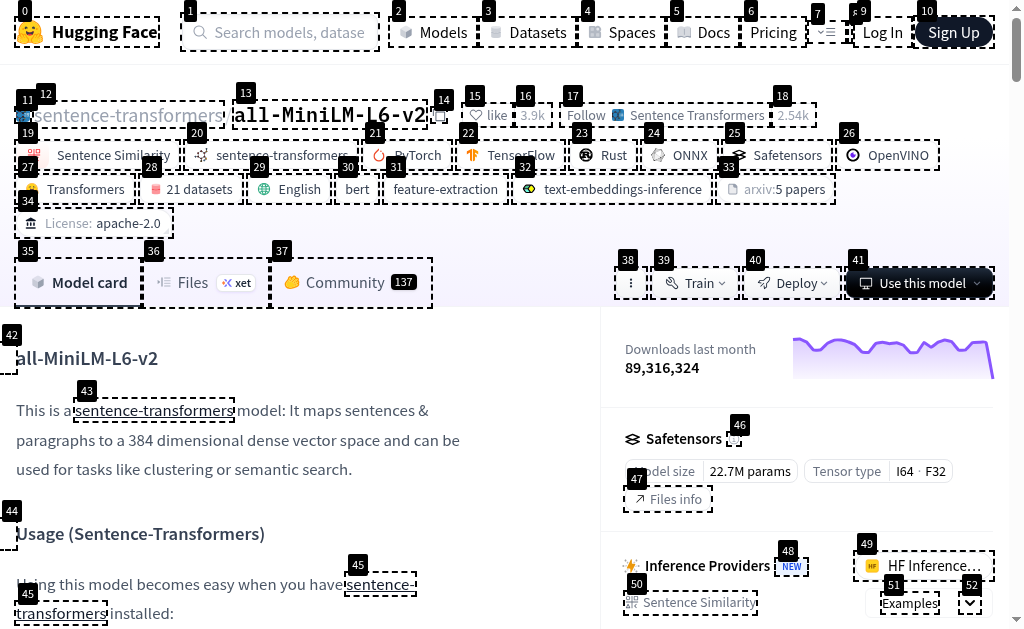 0 1 2 3 4 5 6 7 8 9 10
Hugging Face Search models, datase Models Datasets Spaces Docs Pricing Log In Sign Up
11 12 13 14 15 16 17 18
sentence-transformers all-MiniLM-L6-v2 like 3.9k Follow Sentence Transformers 2.54k
19 20 21 22 23 24 25 26
Sentence Similarity sentence-transformers PyTorch TensorFlow Rust ONNX Safetensors OpenVINO
27 28 29 30 31 32 33
Transformers 21 datasets English bert feature-extraction text-embeddings-inference arxiv:5 papers
34
License: apache-2.0
35 36 37 38 39 40 41
Model card Files xet Community 137 Train Deploy Use this model
42
all-MiniLM-L6-v2
43
This is a sentence-transformers model: It maps sentences &
paragraphs to a 384 dimensional dense vector space and can be
used for tasks like clustering or semantic search.
44
Usage (Sentence-Transformers)
45
Using this model becomes easy when you have sentence-
45
transformers installed:
Downloads last month
89,316,324
46
Safetensors
Model size 22.7M params Tensor type I64 · F32
47
Files info
48 49
Inference Providers NEW HF Inference...
50 51 52
Sentence Similarity Examples